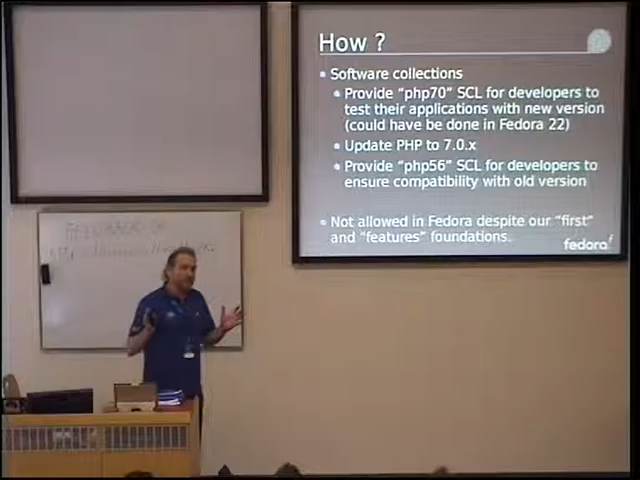 How ?
Software collections
Provide "php70" SCL for developers to
test their applications with new version
(could have be done in Fedora 22)
Update PHP to 7.0.x
Provide "php56" SCL for developers to
ensure compatibility with old version
Not allowed in Fedora despite our "first"
and "features" foundations.
fedora